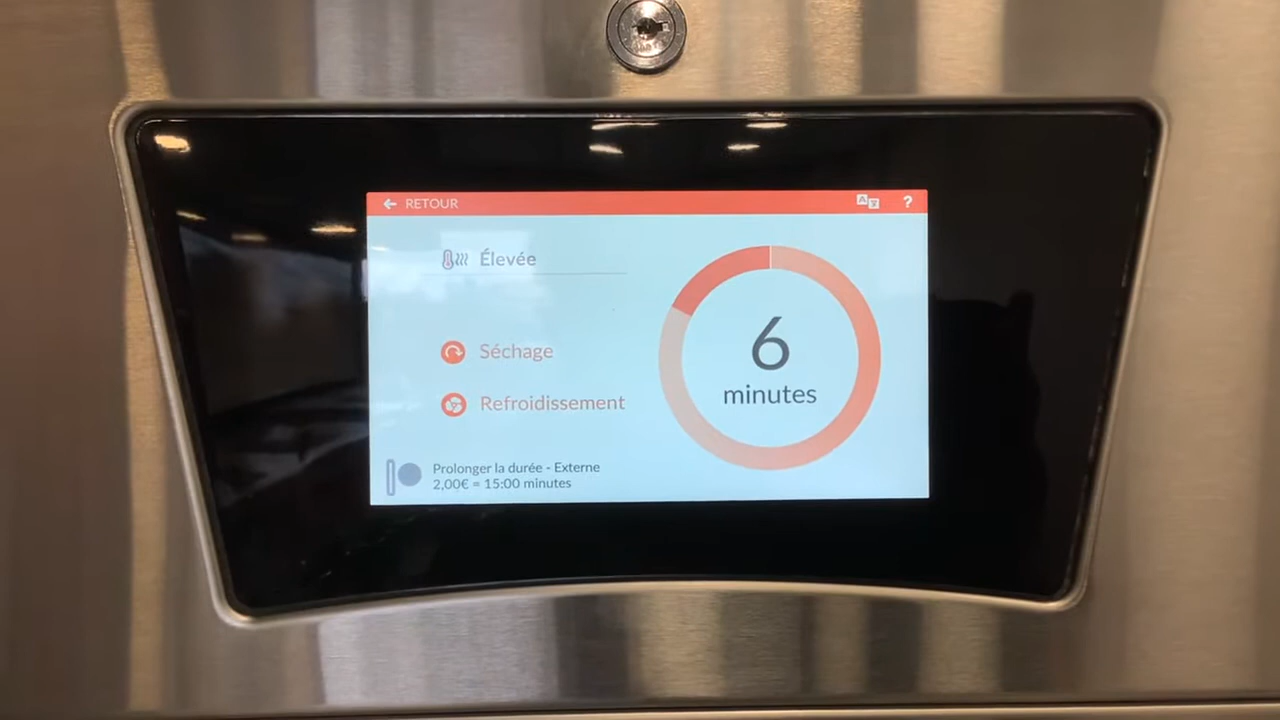 RETOUR
?
Élevée
6
minutes
Séchage
Refroidissement
Prolonger la durée - Externe
2,00€ = 15:00 minutes